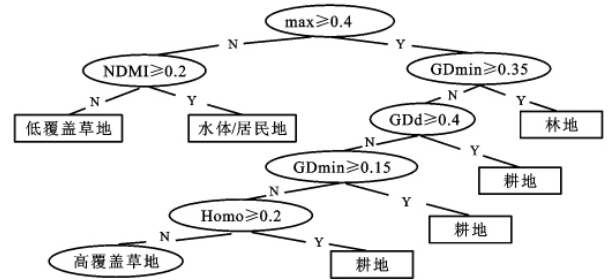 max≥0.4
N
Y
NDMI≥0.2
GDmin≥0.35
N
Y
N
Y
低覆盖草地
水体/居民地
GDd≥0.4
林地
N
Y
GDmin≥0.15
耕地
N
Y
Homo≥0.2
耕地
N
Y
高覆盖草地
耕地